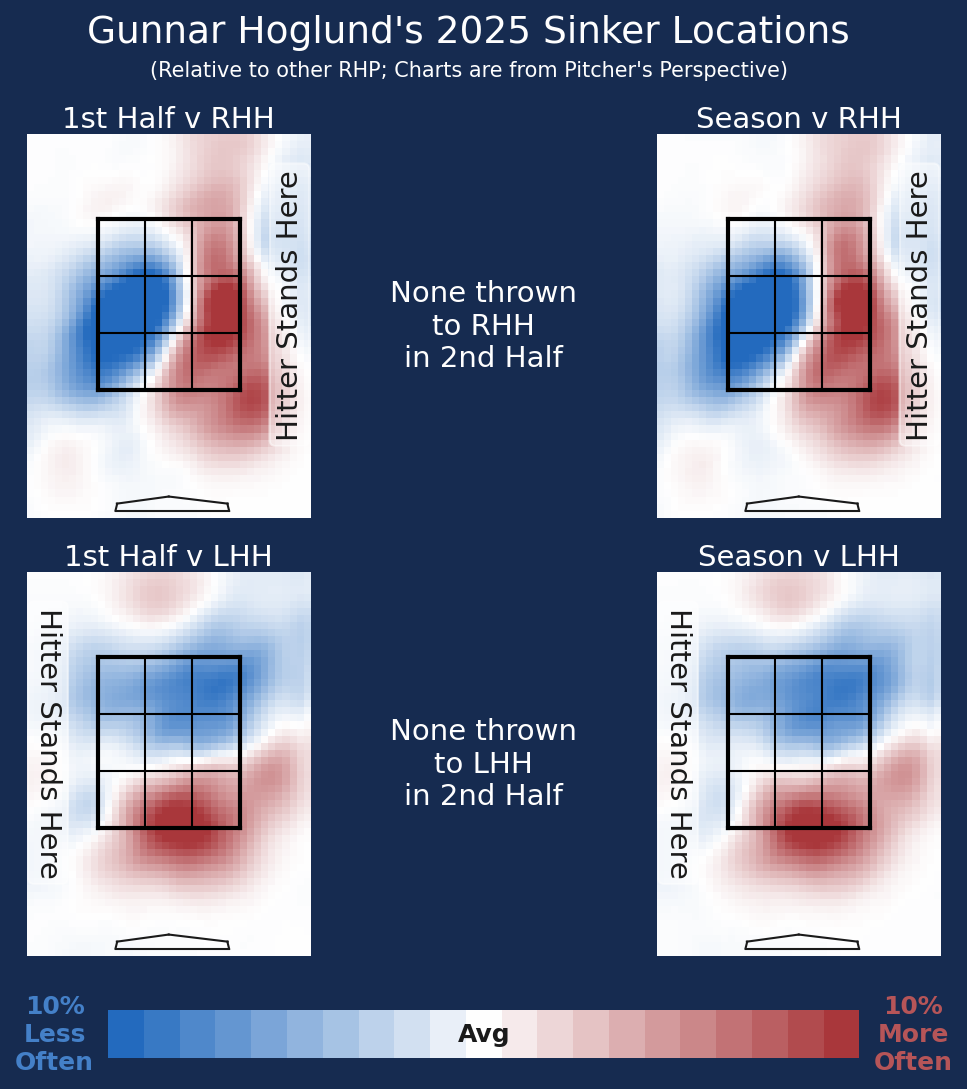 Gunnar Hoglund's 2025 Sinker Locations
(Relative to other RHP; Charts are from Pitcher's Perspective)
1st Half v RHH
Season v RHH
Hitter Stands Here
None thrown
to RHH
in 2nd Half
Hitter Stands Here
1st Half v LHH
Season v LHH
Hitter Stands Here
None thrown
to LHH
in 2nd Half
Hitter Stands Here
10%
Less
Often
Avg
10%
More
Often